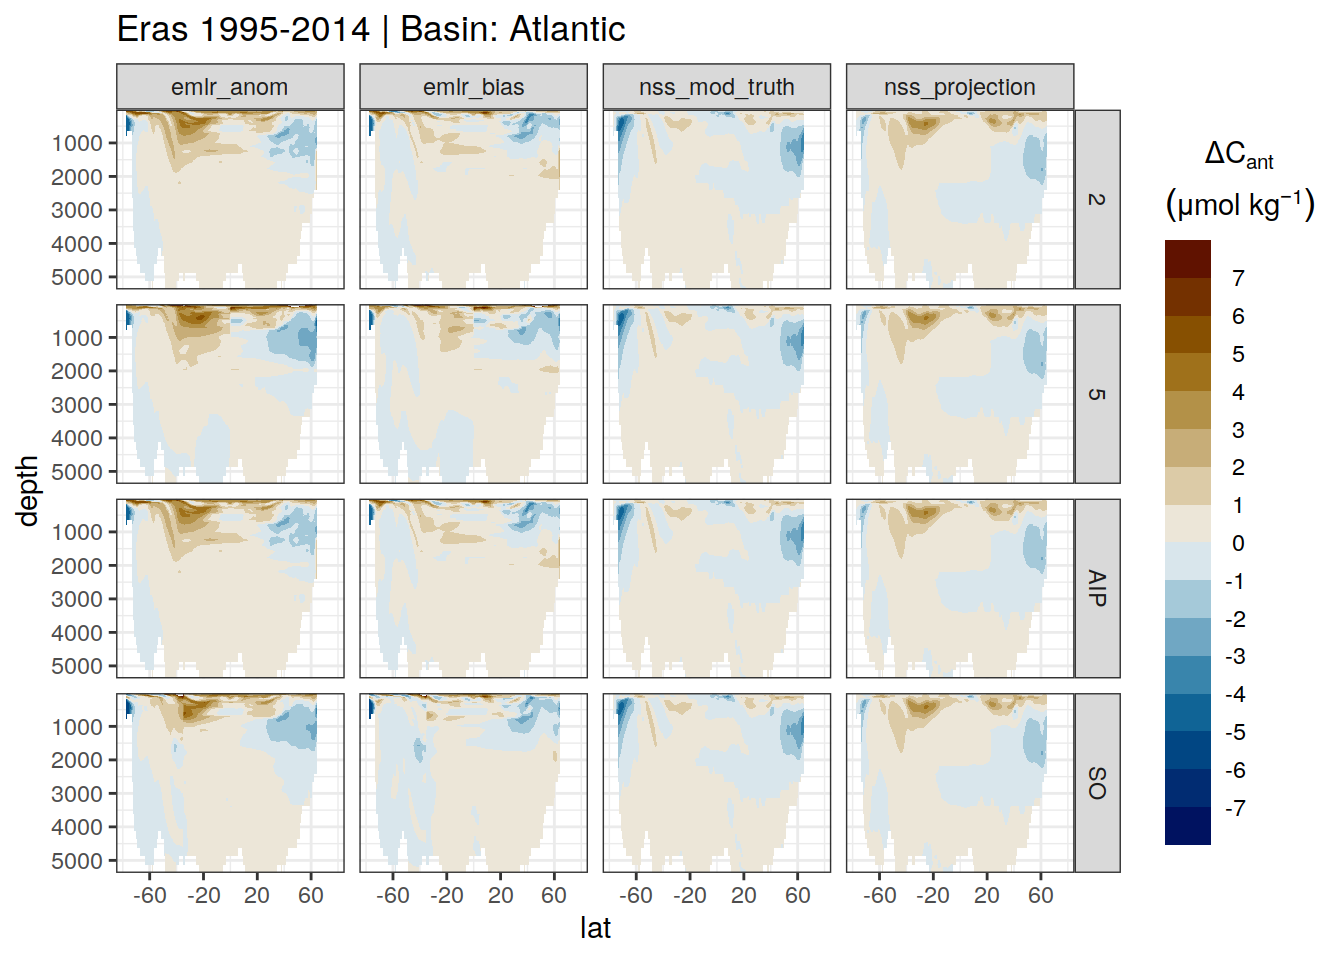 Eras 1995-2014 | Basin: Atlantic
emlr_anom
emlr_bias
nss_mod_truth
nss_projection
1000
2000
3000
4000
5000
2
1000
2000
3000
4000
5000
5
1000
2000
3000
4000
5000
AIP
1000
2000
3000
4000
5000
SO
-60 -20 20 60
-60 -20 20 60
-60 -20 20 60
-60 -20 20 60
lat
depth
ΔCant
(μmol kg⁻¹)
7
6
5
4
3
2
1
0
-1
-2
-3
-4
-5
-6
-7